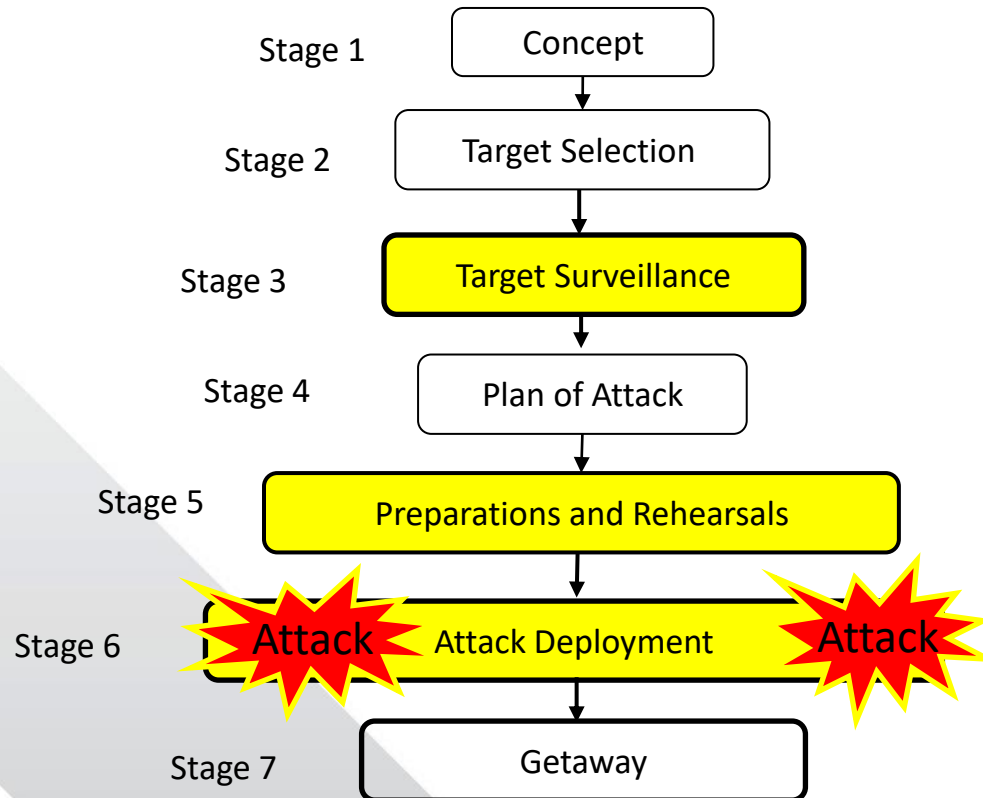 Stage 1
Concept
Stage 2
Target Selection
Stage 3
Target Surveillance
Stage 4
Plan of Attack
Stage 5
Preparations and Rehearsals
Stage 6
Attack
Attack Deployment
Attack
Stage 7
Getaway